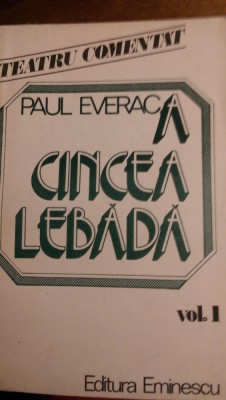 TEATRU COMENTAT
PAUL EVERAC
A
CINCEA
LEBĂDĂ
vol. I
Editura Eminescu